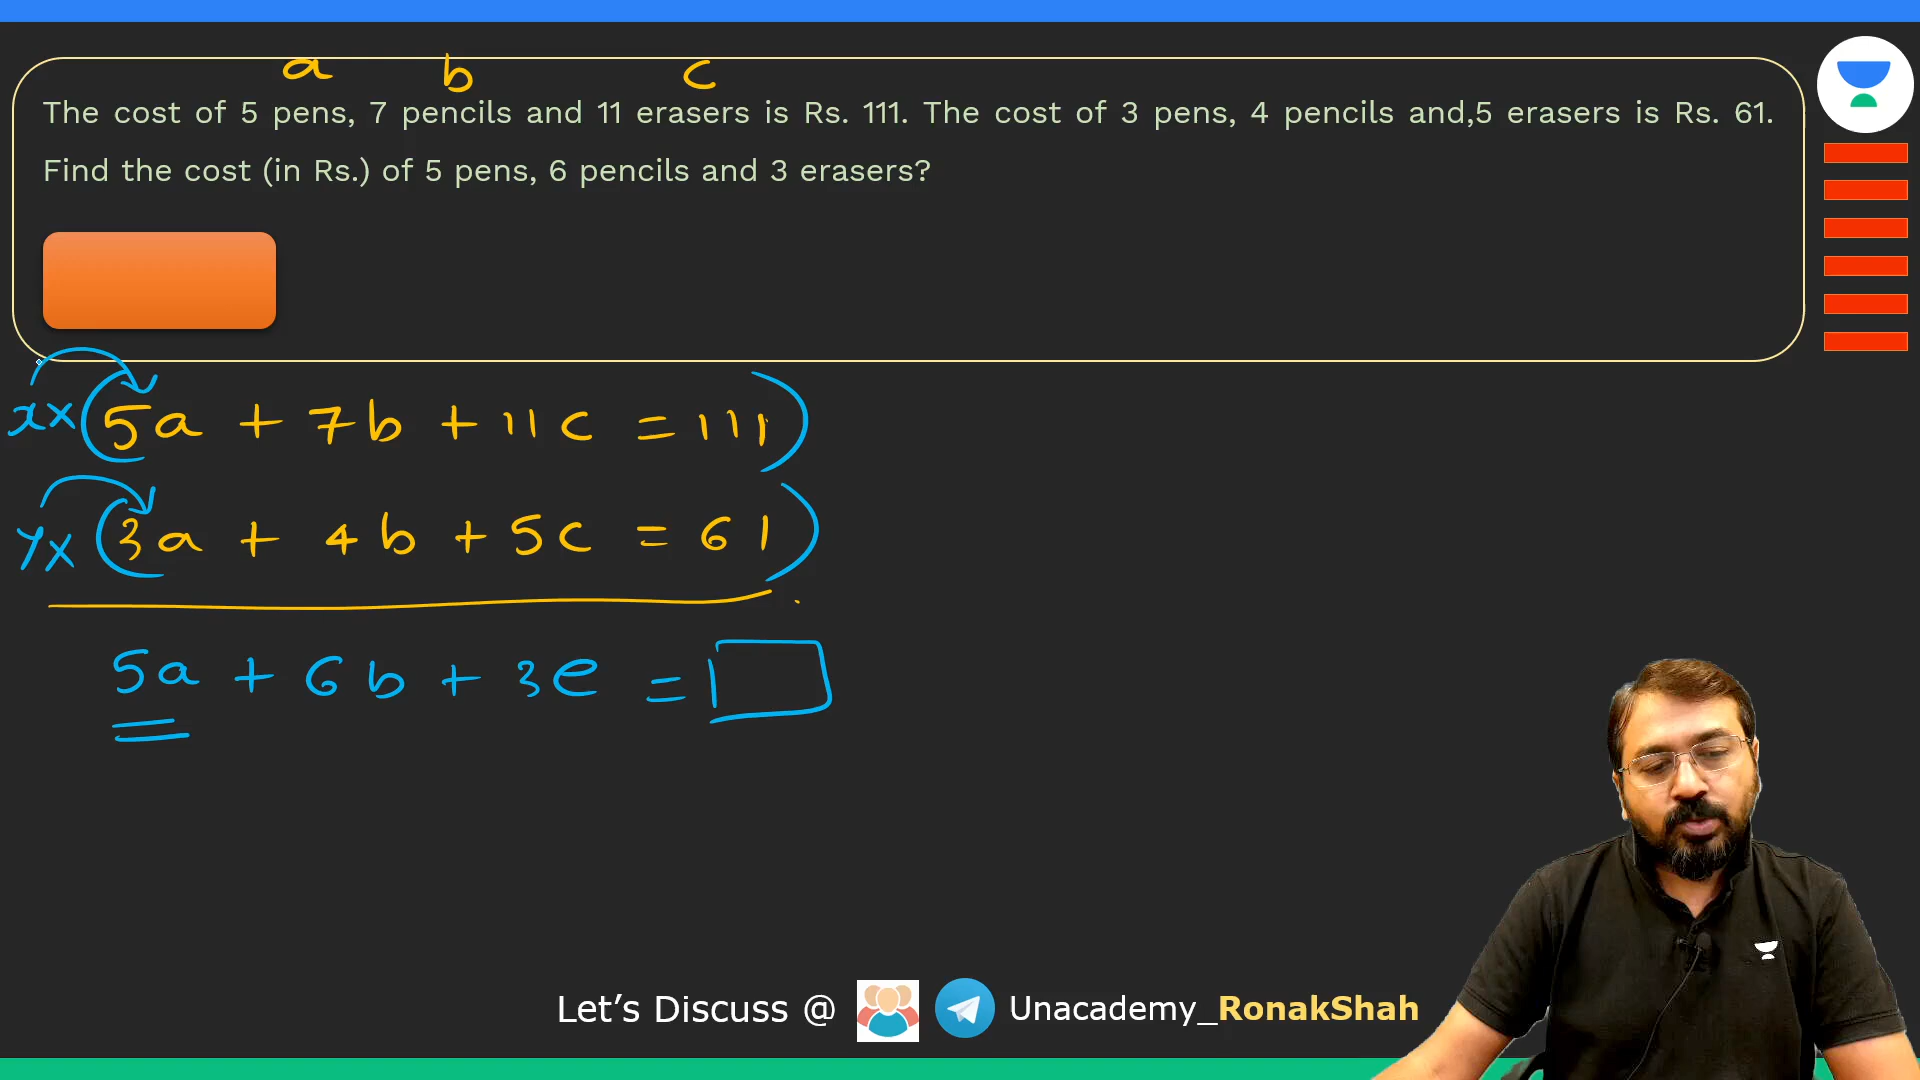 a b c
The cost of 5 pens, 7 pencils and 11 erasers is Rs. 111. The cost of 3 pens, 4 pencils and,5 erasers is Rs. 61.
Find the cost (in Rs.) of 5 pens, 6 pencils and 3 erasers?
x× (5a + 7b + 11c = 111)
y× (3a + 4b + 5c = 61)
5a + 6b + 3e =
Let’s Discuss @ Unacademy_RonakShah